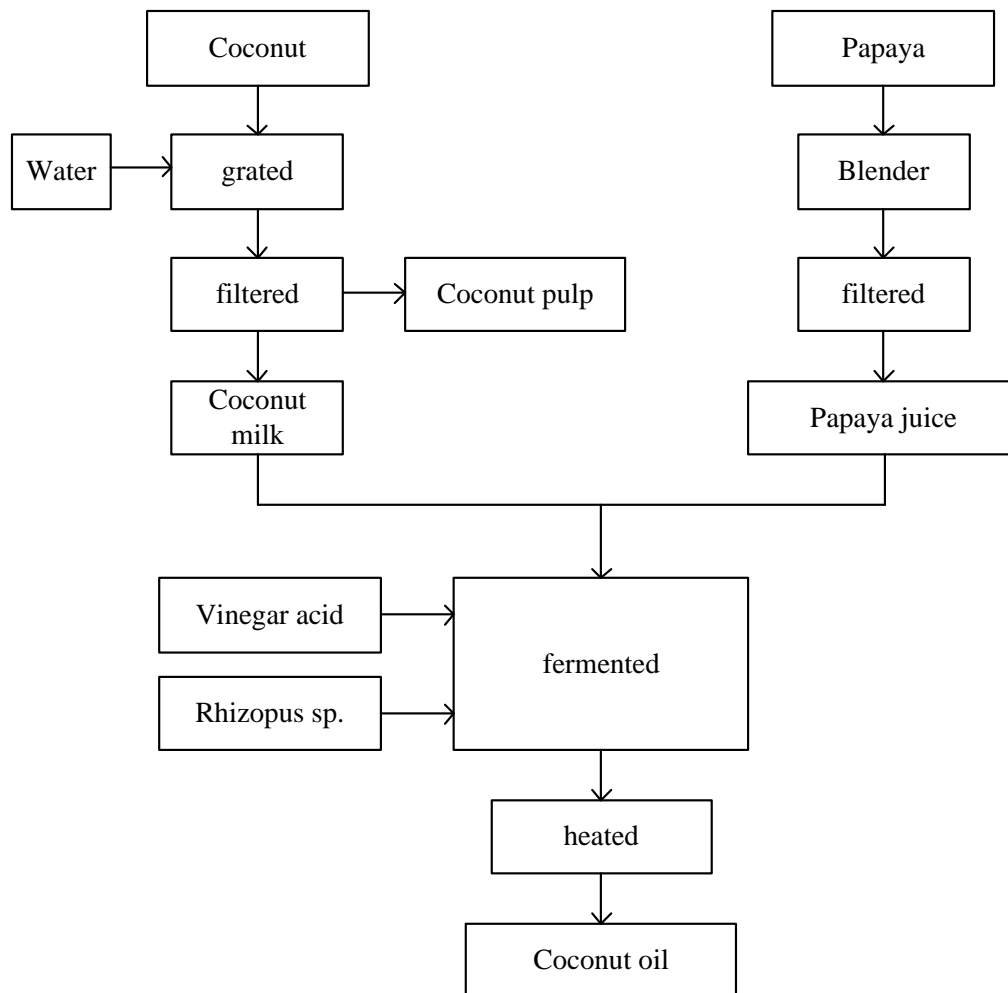 Coconut
Papaya
Water
grated
Blender
filtered
Coconut pulp
filtered
Coconut
milk
Papaya juice
Vinegar acid
fermented
Rhizopus sp.
heated
Coconut oil